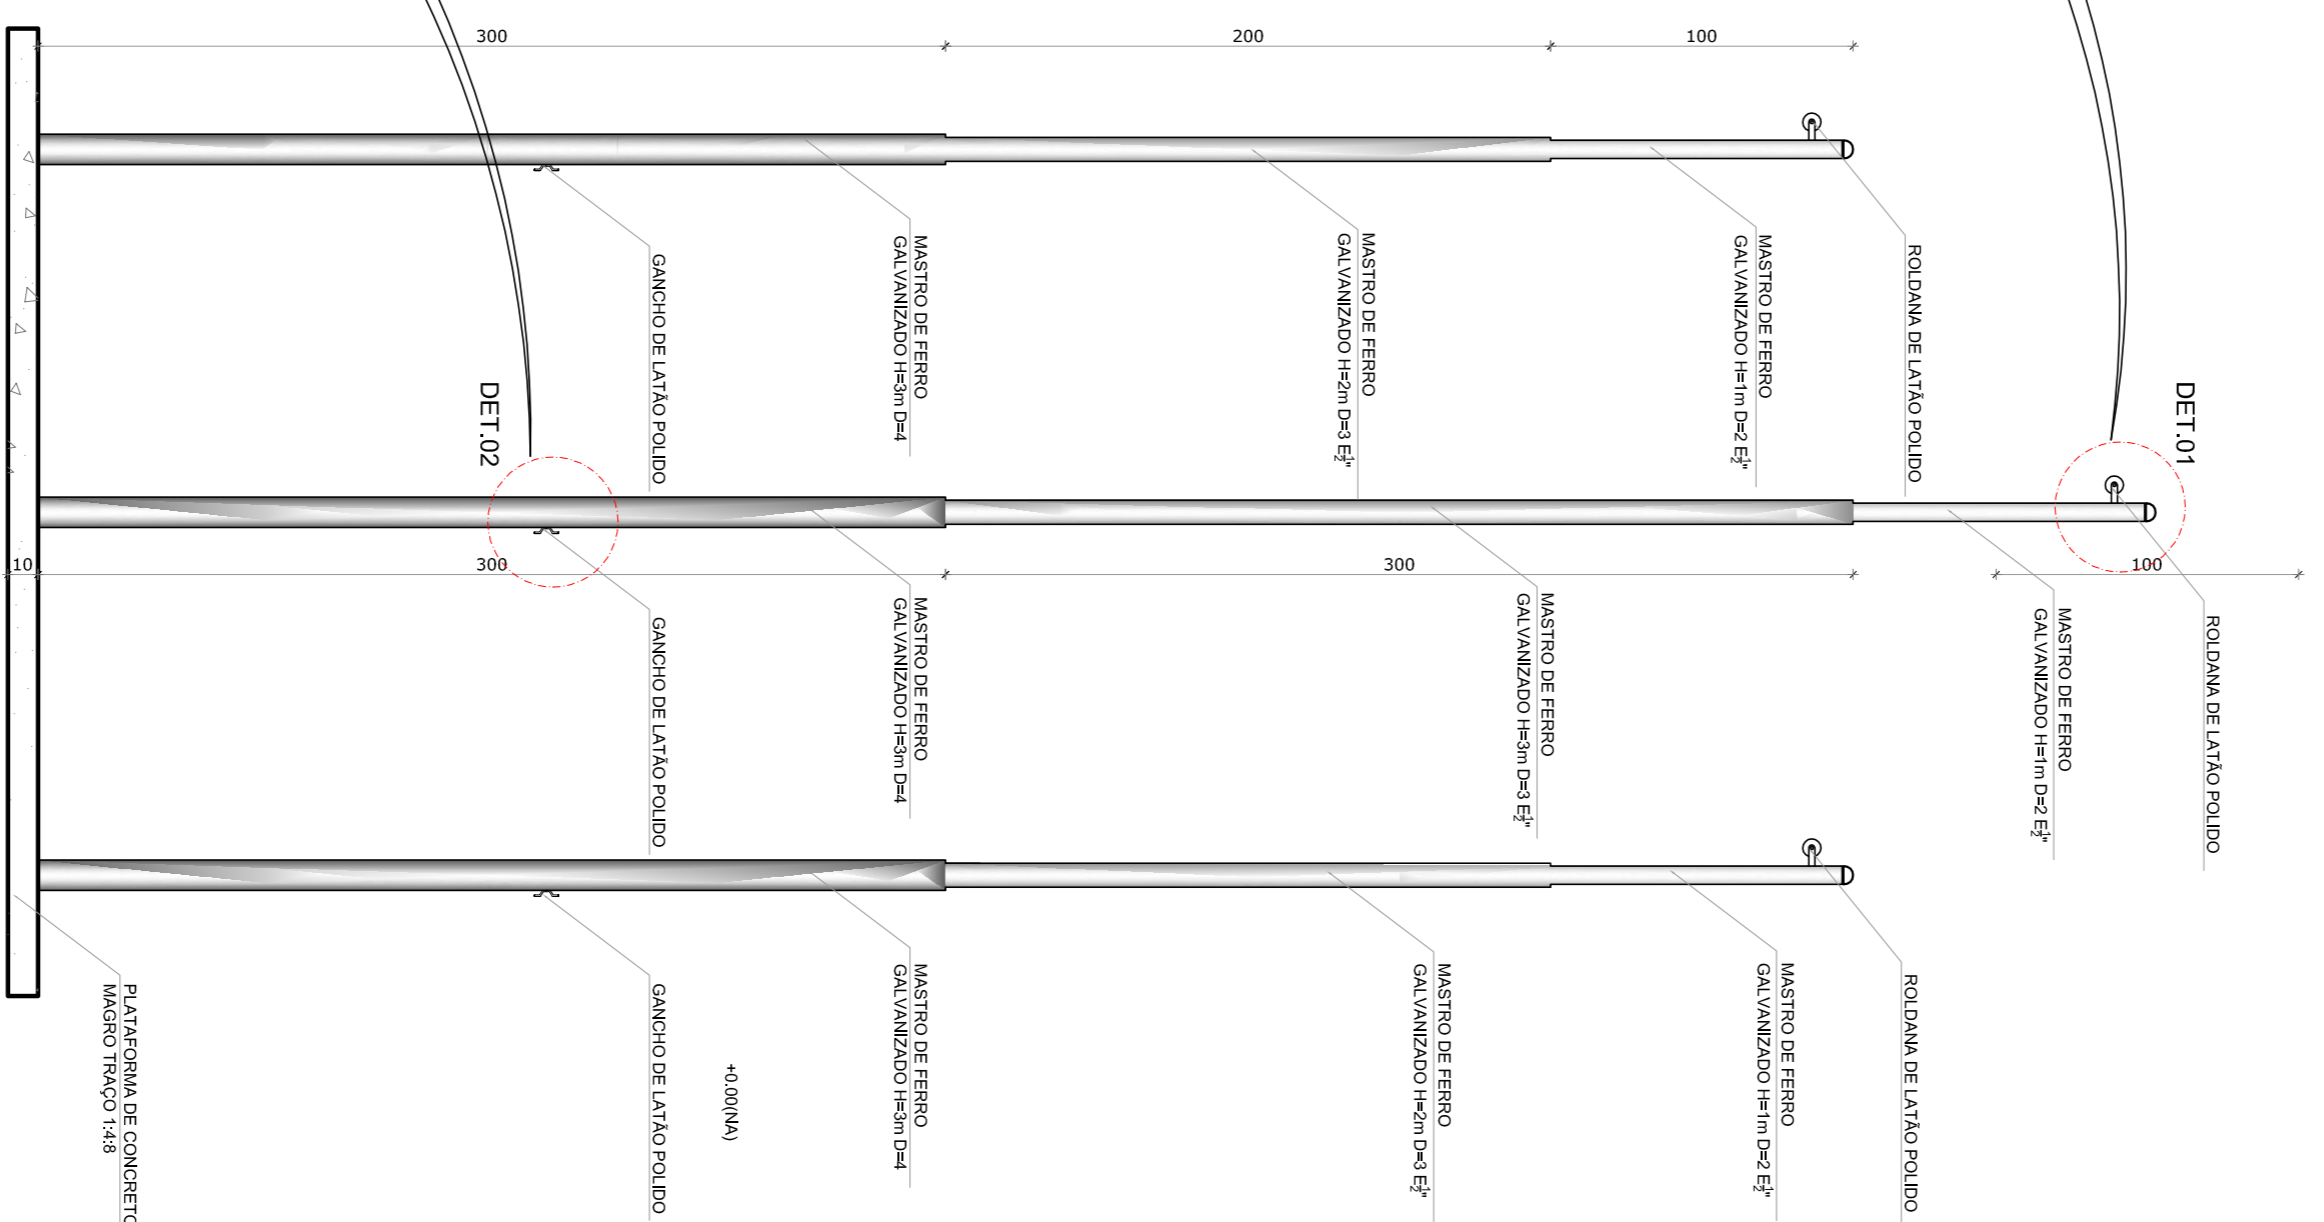 300
200
100
ROLDANA DE LATÃO POLIDO
MASTRO DE FERRO
GALVANIZADO H=1m D=2 E½"
MASTRO DE FERRO
GALVANIZADO H=2m D=3 E½"
MASTRO DE FERRO
GALVANIZADO H=3m D=4
GANCHO DE LATÃO POLIDO
DET.01
DET.02
10
300
300
100
ROLDANA DE LATÃO POLIDO
MASTRO DE FERRO
GALVANIZADO H=1m D=2 E½"
MASTRO DE FERRO
GALVANIZADO H=3m D=3 E½"
MASTRO DE FERRO
GALVANIZADO H=3m D=4
GANCHO DE LATÃO POLIDO
ROLDANA DE LATÃO POLIDO
MASTRO DE FERRO
GALVANIZADO H=1m D=2 E½"
MASTRO DE FERRO
GALVANIZADO H=2m D=3 E½"
MASTRO DE FERRO
GALVANIZADO H=3m D=4
+0.00(NA)
GANCHO DE LATÃO POLIDO
PLATAFORMA DE CONCRETO
MAGRO TRAÇO 1:4:8